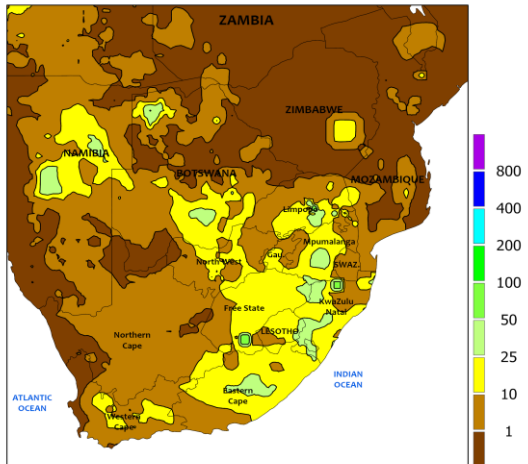 ZAMBIA
ZIMBABWE
NAMIBIA
BOTSWANA
MOZAMBIQUE
Limpopo
Mpumalanga
North West
Gau
SWAZ.
Free State
KwaZulu
Natal
Northern
Cape
LESOTHO
ATLANTIC
OCEAN
INDIAN
OCEAN
Eastern
Cape
Western
Cape
800
400
200
100
50
25
10
1